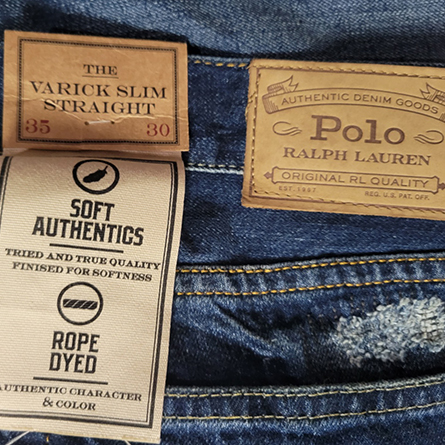 THE
VARICK SLIM
STRAIGHT
35 30
SOFT
AUTHENTICS
TRIED AND TRUE QUALITY
FINISED FOR SOFTNESS
ROPE
DYED
AUTHENTIC CHARACTER
& COLOR
AUTHENTIC DENIM GOODS
Polo
RALPH LAUREN
ORIGINAL RL QUALITY
EST. 1967
REG. U.S. PAT. OFF.